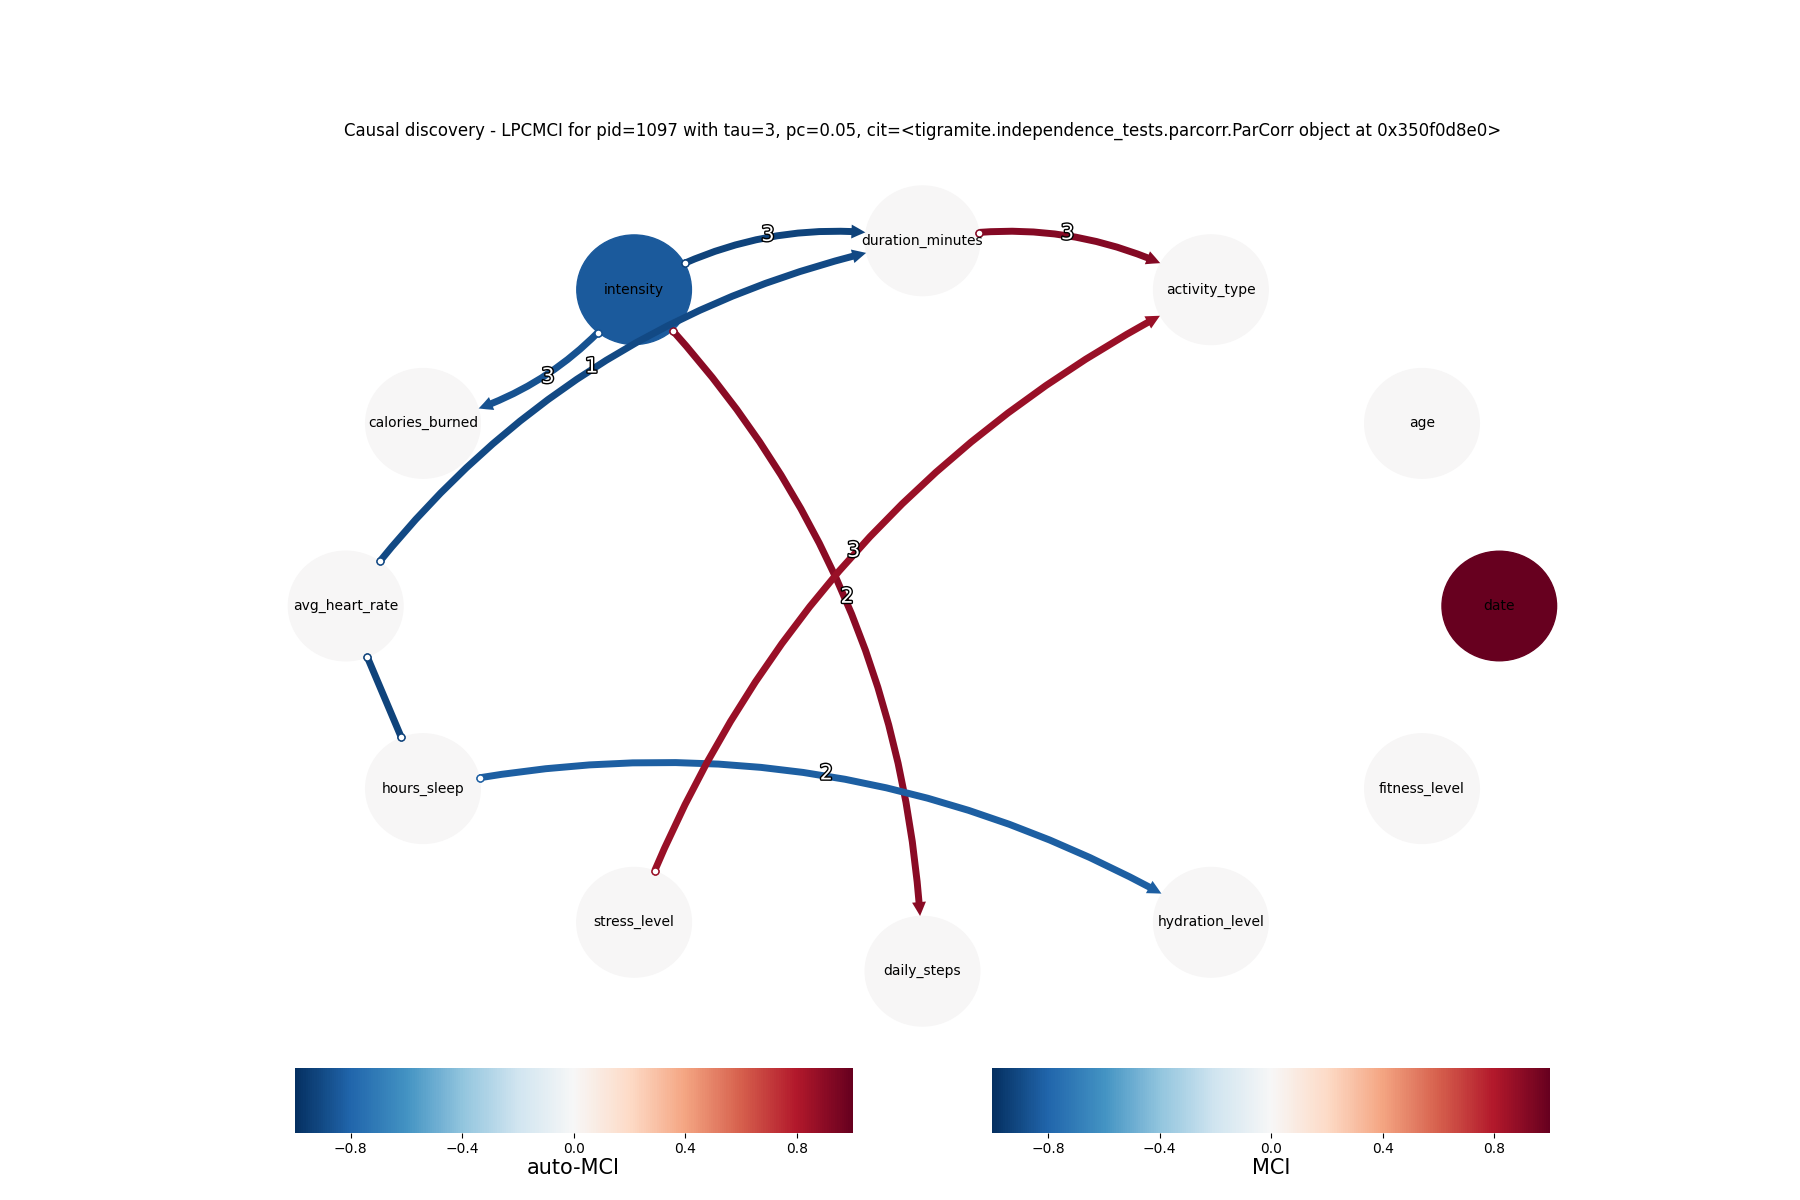 Causal discovery - LPCMCI for pid=1097 with tau=3, pc=0.05, cit=<tigramite.independence_tests.parcorr.ParCorr object at 0x350f0d8e0>
3
duration_minutes
3
intensity
activity_type
1
3
calories_burned
age
3
2
avg_heart_rate
date
2
hours_sleep
fitness_level
stress_level
hydration_level
daily_steps
−0.8 −0.4 0.0 0.4 0.8
auto-MCI
−0.8 −0.4 0.0 0.4 0.8
MCI